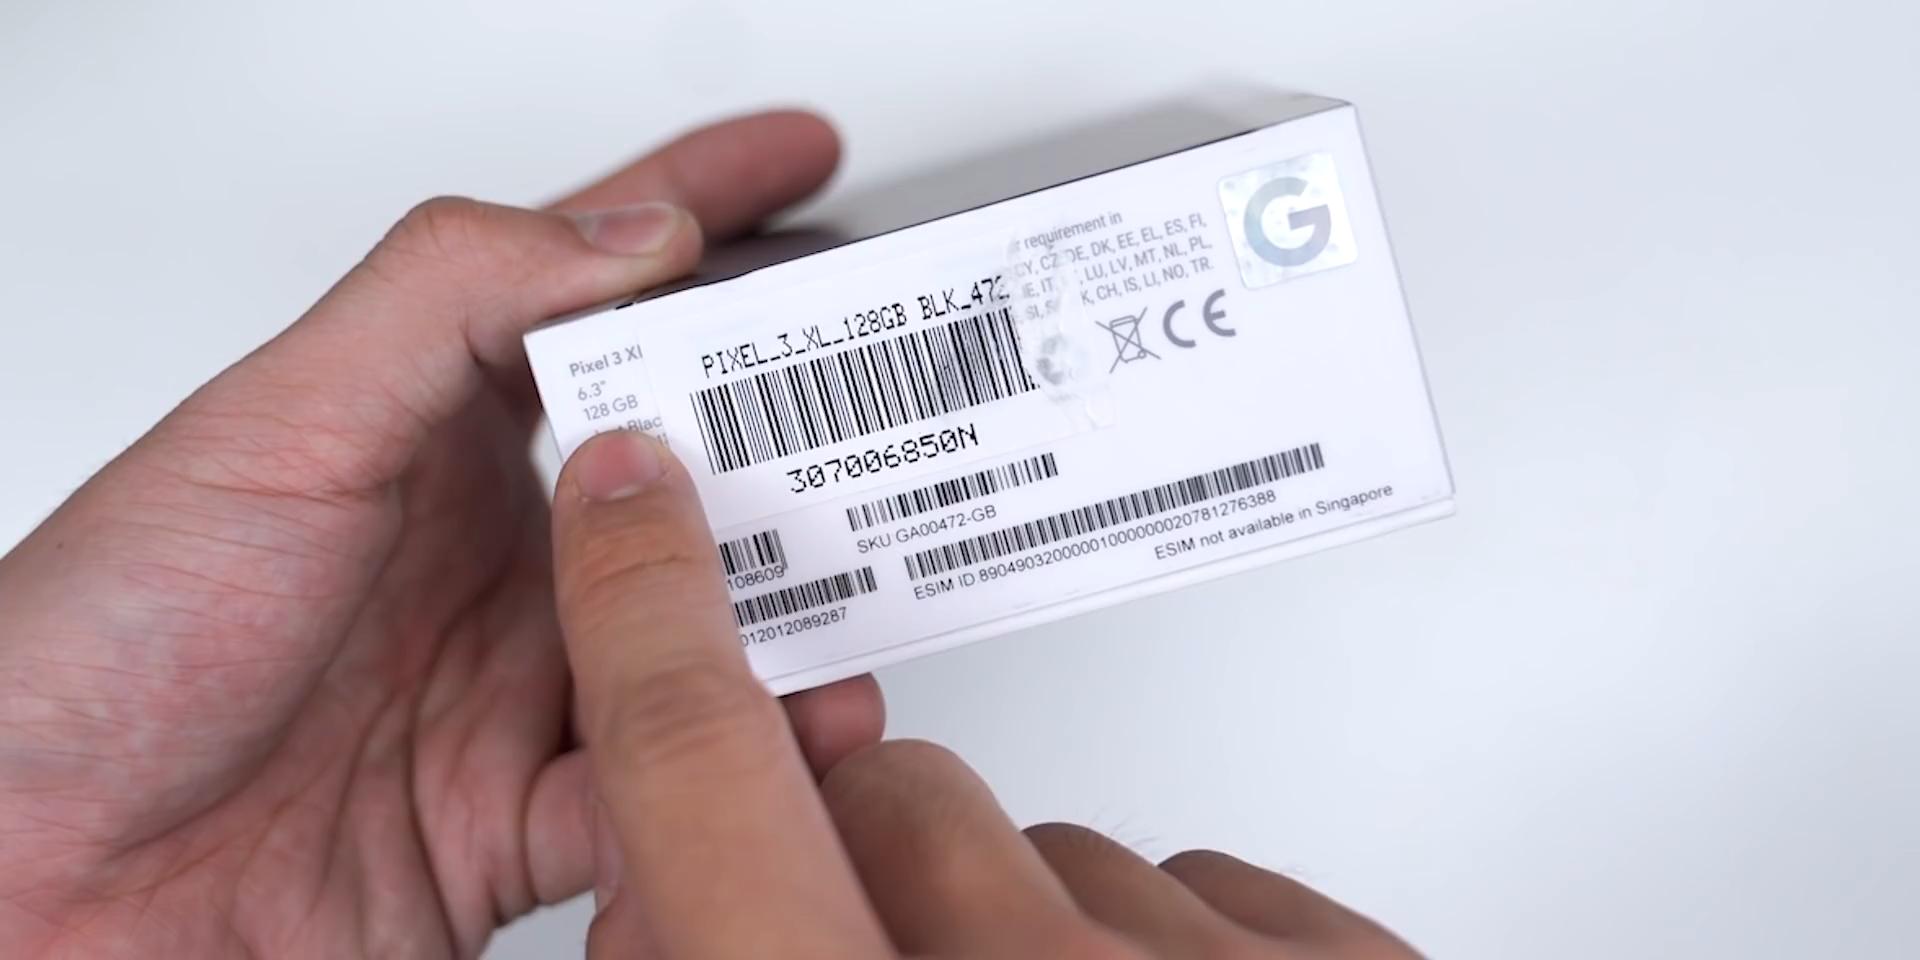 Pixel 3 XL
6.3"
128 GB
PIXEL_3_XL_128GB BLK_472
307006850N
requirement in
CY, CZ, DE, DK, EE, EL, ES, FI,
IE, IT, LU, LV, MT, NL, PL,
SI, CH, IS, LI, NO, TR.
CE
G
SKU GA00472-GB
108609
012012089287
ESIM ID
ESIM not available in Singapore